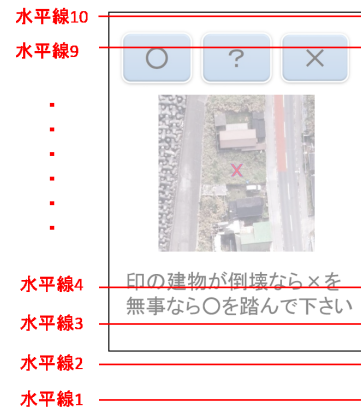 水平線10
水平線9
○ ? ×
・
・
・
・
・
・
×
印の建物が倒壊なら×を
無事なら○を踏んで下さい
水平線4
水平線3
水平線2
水平線1